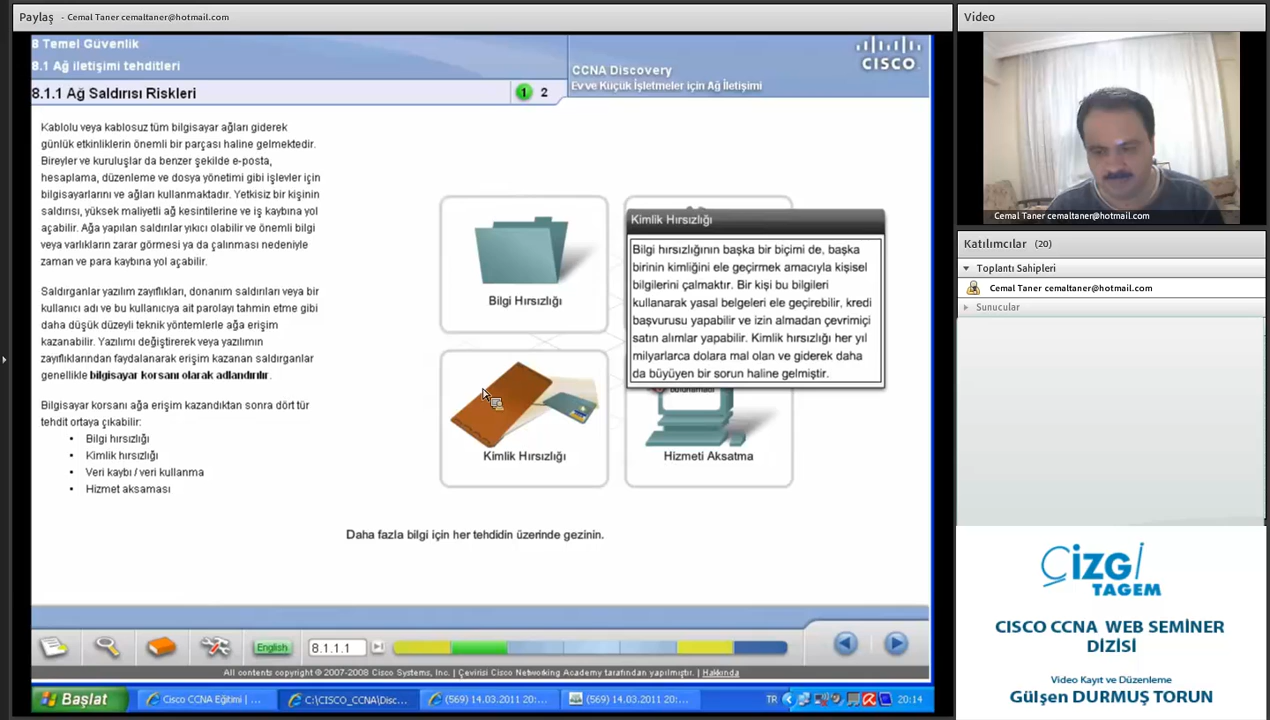 Paylaş - Cemal Taner cemaltaner@hotmail.com
8 Temel Güvenlik
8.1 Ağ iletişimi tehditleri
8.1.1 Ağ Saldırısı Riskleri
1 2
CCNA Discovery
Ev ve Küçük İşletmeler için Ağ İletişimi
CISCO
Kablolu veya kablosuz tüm bilgisayar ağları giderek
günlük etkinliklerin önemli bir parçası haline gelmektedir.
Bireyler ve kuruluşlar da benzer şekilde e-posta,
hesaplama, düzenleme ve dosya yönetimi gibi işlevler için
bilgisayarlarını ve ağları kullanmaktadır. Yetkisiz bir kişinin
saldırısı, yüksek maliyetli ağ kesintilerine ve iş kaybına yol
açabilir. Ağa yapılan saldırılar yıkıcı olabilir ve önemli bilgi
veya varlıkların zarar görmesi ya da çalınması nedeniyle
zaman ve para kaybına yol açabilir.
Saldırganlar yazılım zayıflıkları, donanım saldırıları veya bir
kullanıcı adı ve bu kullanıcıya ait parolayı tahmin etme gibi
daha düşük düzeyli teknik yöntemlerle ağa erişim
kazanabilir. Yazılımı değiştirerek veya yazılımın
zayıflıklarından faydalanarak erişim kazanan saldırganlar
genellikle bilgisayar korsanı olarak adlandırılır.
Bilgisayar korsanı ağa erişim kazandıktan sonra dört tür
tehdit ortaya çıkabilir:
• Bilgi hırsızlığı
• Kimlik hırsızlığı
• Veri kaybı / veri kullanma
• Hizmet aksaması
Bilgi Hırsızlığı
Kimlik Hırsızlığı
Bilgi hırsızlığının başka bir biçimi de, başka
birinin kimliğini ele geçirmek amacıyla kişisel
bilgilerini çalmaktır. Bir kişi bu bilgileri
kullanarak yasal belgeleri ele geçirebilir, kredi
başvurusu yapabilir ve izin almadan çevrimiçi
satın alımlar yapabilir. Kimlik hırsızlığı her yıl
milyarlarca dolara mal olan ve giderek daha
da büyüyen bir sorun haline gelmiştir.
bulunamadı
Kimlik Hırsızlığı
Hizmeti Aksatma
Daha fazla bilgi için her tehdidin üzerinde gezinin.
English
8.1.1.1
All contents copyright © 2007-2008 Cisco Systems, Inc. | Çevirisi Cisco Networking Academy tarafından yapılmıştır. | Hakkında
Başlat
Cisco CCNA Eğitimi | ...
C:\CISCO_CCNA\Disc...
(569) 14.03.2011 20:...
(569) 14.03.2011 20:...
TR
20:14
Video
Cemal Taner cemaltaner@hotmail.com
Katılımcılar (20)
Toplantı Sahipleri
Cemal Taner cemaltaner@hotmail.com
Sunucular
ÇİZGİ
TAGEM
CISCO CCNA WEB SEMİNER
DİZİSİ
Video Kayıt ve Düzenleme
Gülşen DURMUŞ TORUN